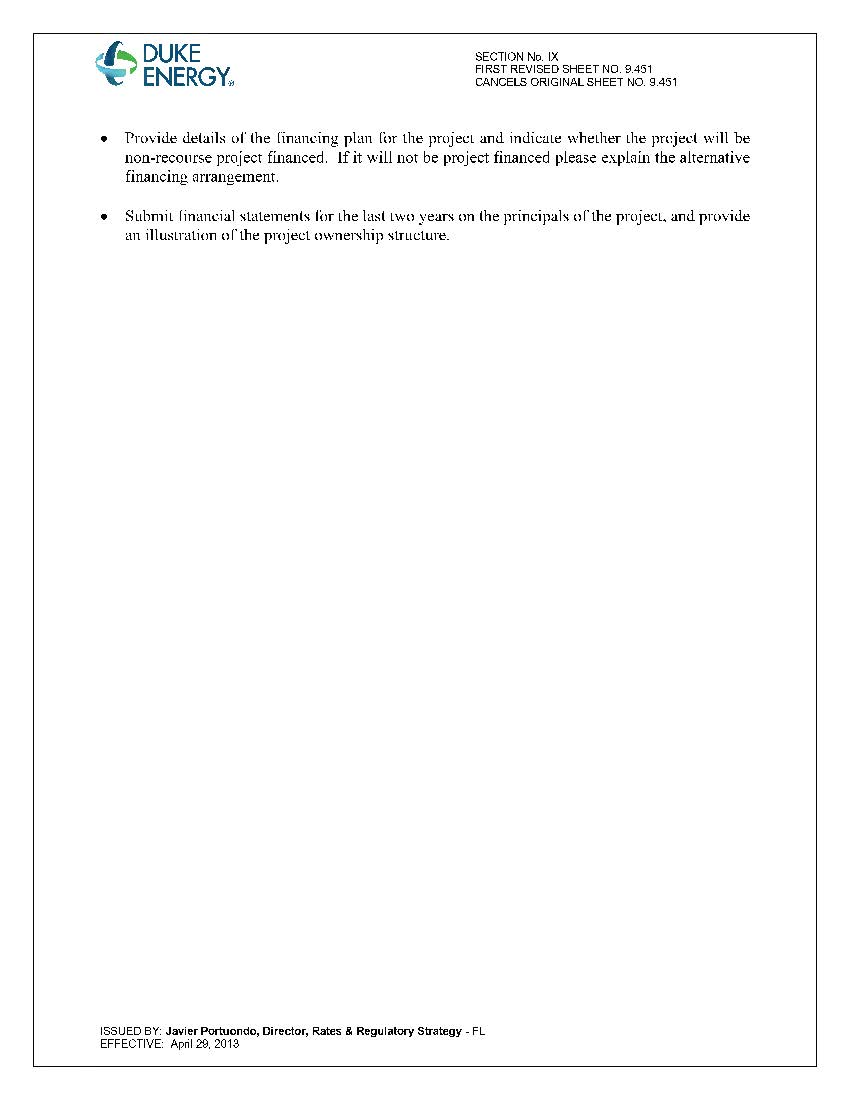 DUKE
ENERGY®
SECTION No. IX
FIRST REVISED SHEET NO. 9.451
CANCELS ORIGINAL SHEET NO. 9.451
• Provide details of the financing plan for the project and indicate whether the project will be
non-recourse project financed.  If it will not be project financed please explain the alternative
financing arrangement.
• Submit financial statements for the last two years on the principals of the project, and provide
an illustration of the project ownership structure.
ISSUED BY: Javier Portuondo, Director, Rates & Regulatory Strategy - FL
EFFECTIVE:  April 29, 2013